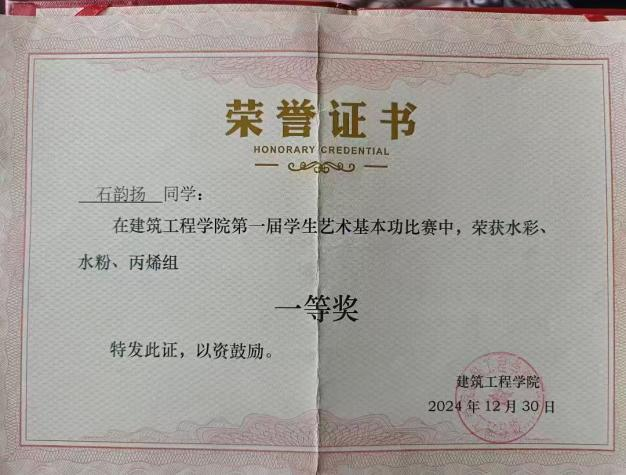 荣誉证书
HONORARY CREDENTIAL
石韵扬 同学：
在建筑工程学院第一届学生艺术基本功比赛中，荣获水彩、
水粉、丙烯组
一等奖
特发此证，以资鼓励。
建筑工程学院
2024 年 12 月 30 日